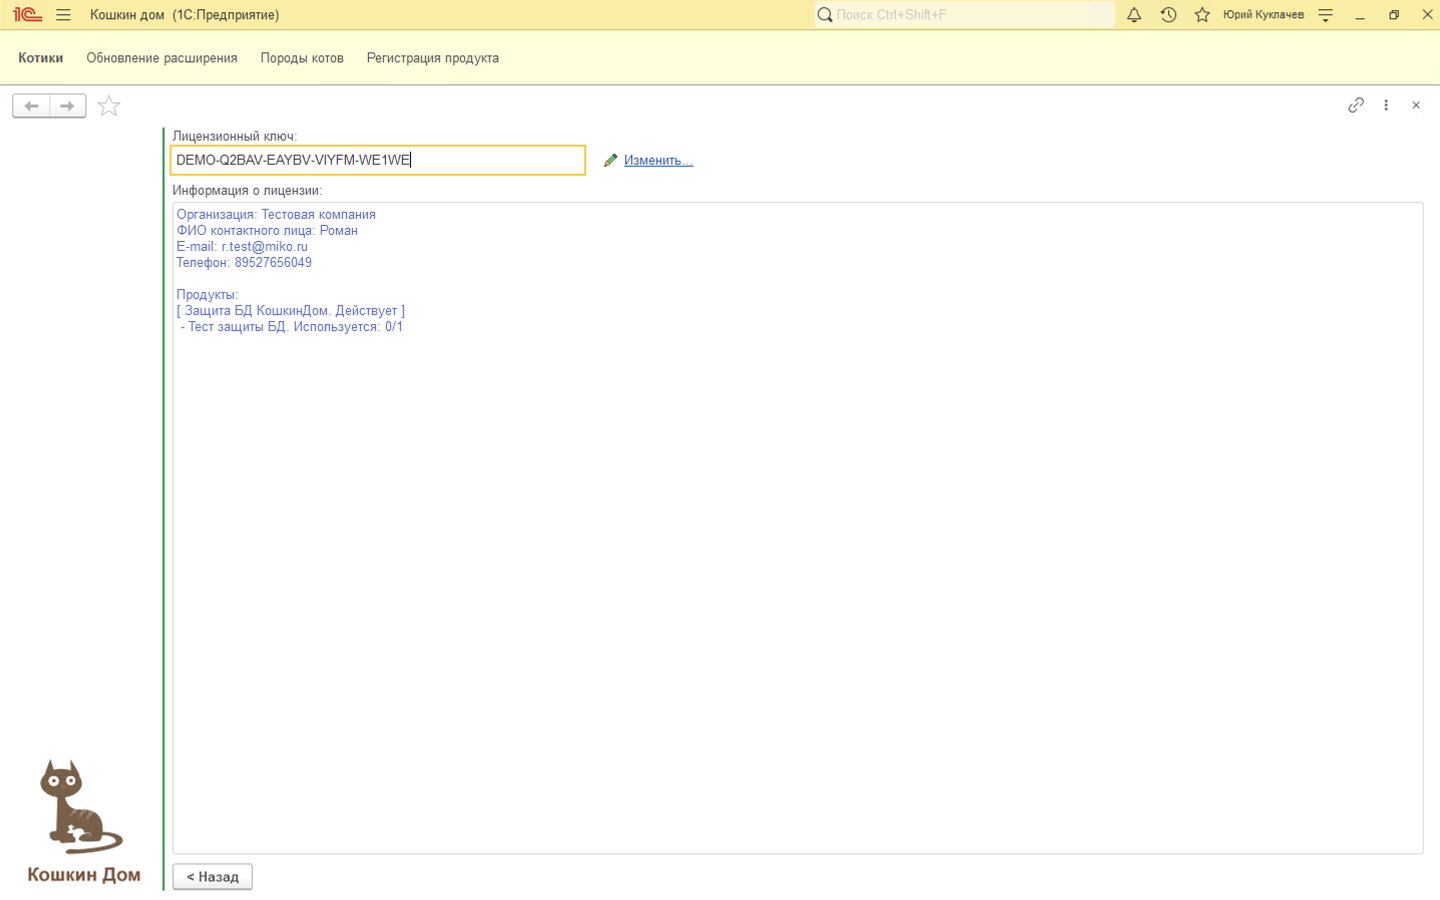 1С Кошкин дом (1С:Предприятие) Поиск Ctrl+Shift+F Юрий Куклачев
Котики Обновление расширения Породы котов Регистрация продукта
Лицензионный ключ:
DEMO-Q2BAV-EAYBV-VIYFM-WE1WE Изменить...
Информация о лицензии:
Организация: Тестовая компания
ФИО контактного лица: Роман
E-mail: r.test@miko.ru
Телефон: 89527656049
Продукты:
[ Защита БД КошкинДом. Действует ]
- Тест защиты БД. Используется: 0/1
Кошкин Дом
< Назад